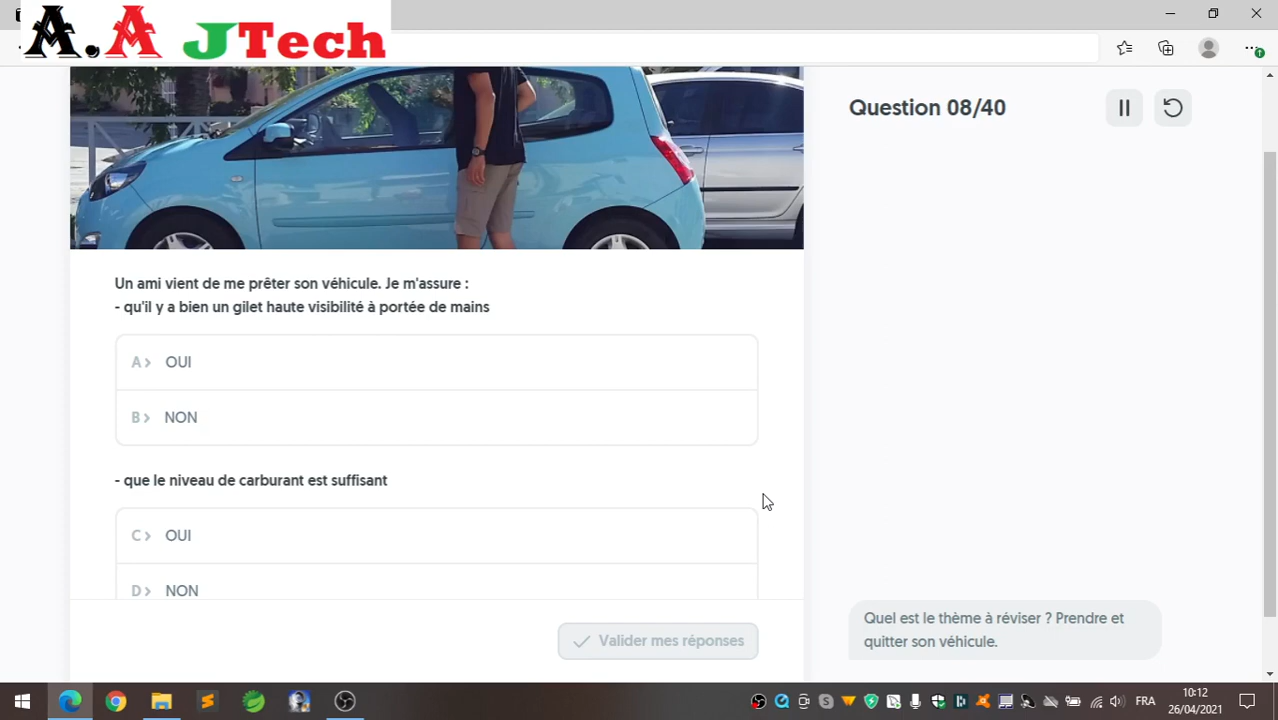 A.A JTech
Question 08/40
Un ami vient de me prêter son véhicule. Je m'assure :
- qu'il y a bien un gilet haute visibilité à portée de mains
A > OUI
B > NON
- que le niveau de carburant est suffisant
C > OUI
D > NON
Valider mes réponses
Quel est le thème à réviser ? Prendre et
quitter son véhicule.
FRA
10:12
26/04/2021